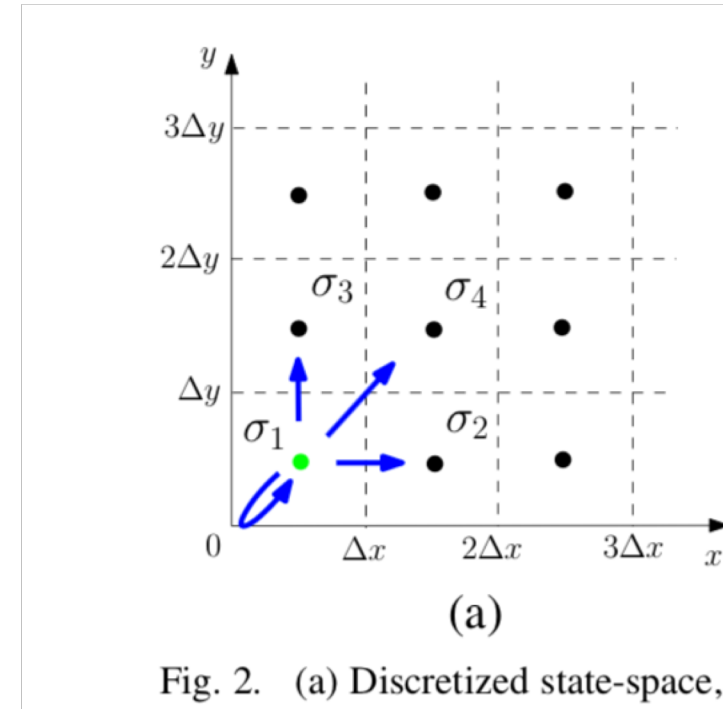 y
3Δy
2Δy
σ₃ σ₄
Δy
σ₁ σ₂
0 Δx 2Δx 3Δx x
(a)
Fig. 2. (a) Discretized state-space,